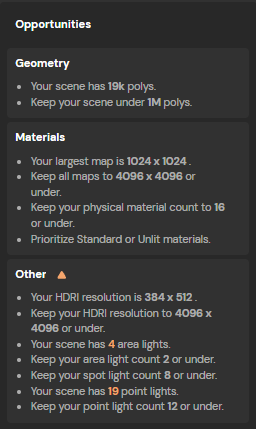 Opportunities
Geometry
• Your scene has 19k polys.
• Keep your scene under 1M polys.
Materials
• Your largest map is 1024 x 1024 .
• Keep all maps to 4096 x 4096 or
under.
• Keep your physical material count to 16
or under.
• Prioritize Standard or Unlit materials.
Other
• Your HDRI resolution is 384 x 512 .
• Keep your HDRI resolution to 4096 x
4096 or under.
• Your scene has 4 area lights.
• Keep your area light count 2 or under.
• Keep your spot light count 8 or under.
• Your scene has 19 point lights.
• Keep your point light count 12 or under.